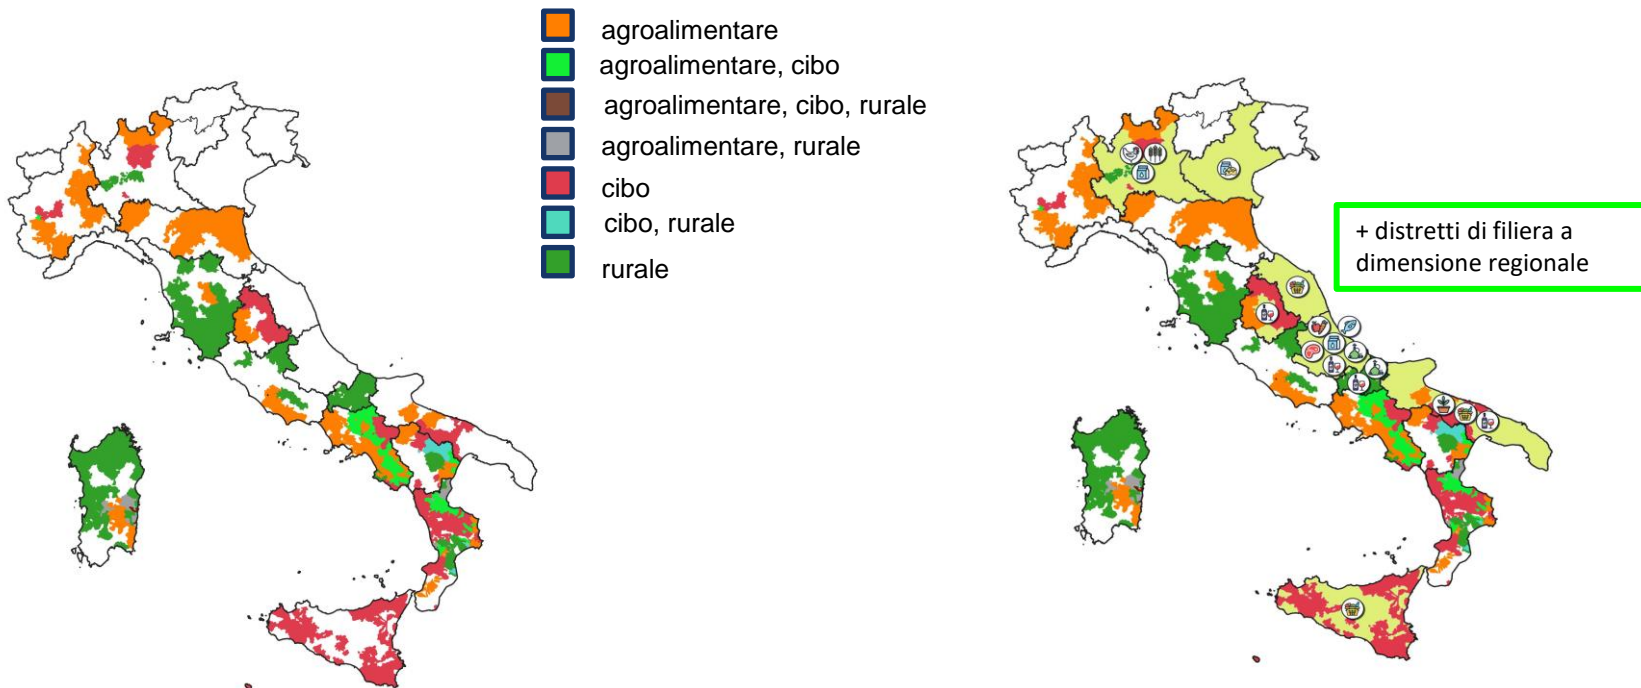 agroalimentare
agroalimentare, cibo
agroalimentare, cibo, rurale
agroalimentare, rurale
cibo
cibo, rurale
rurale
+ distretti di filiera a
dimensione regionale